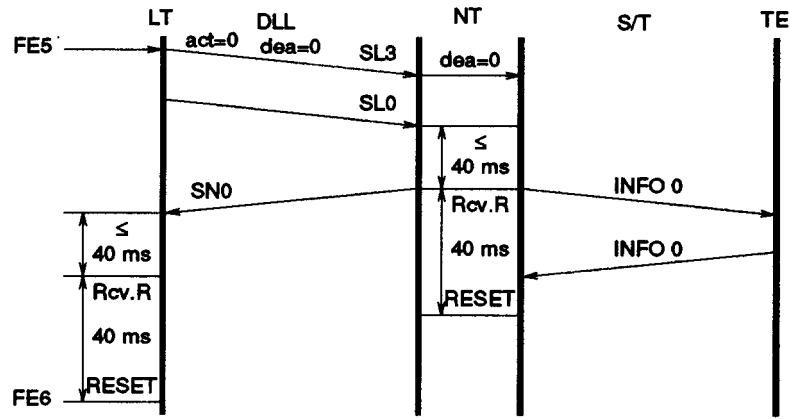 LT DLL NT S/T TE
FE5 act=0 dea=0 SL3 dea=0
SL0
≤
40 ms
SN0 INFO 0
Rcv.R
≤
40 ms 40 ms INFO 0
Rcv.R RESET
40 ms
RESET
FE6